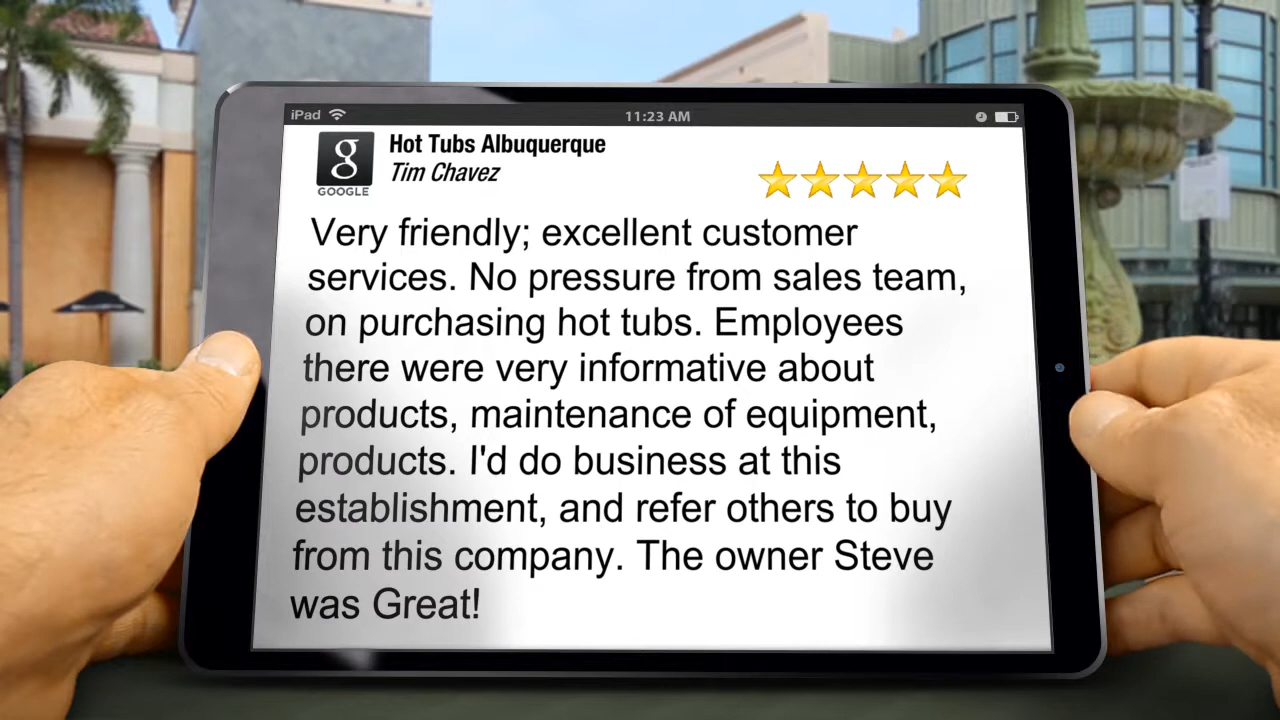 iPad 11:23 AM
g
GOOGLE
Hot Tubs Albuquerque
Tim Chavez
Very friendly; excellent customer
services. No pressure from sales team,
on purchasing hot tubs. Employees
there were very informative about
products, maintenance of equipment,
products. I'd do business at this
establishment, and refer others to buy
from this company. The owner Steve
was Great!